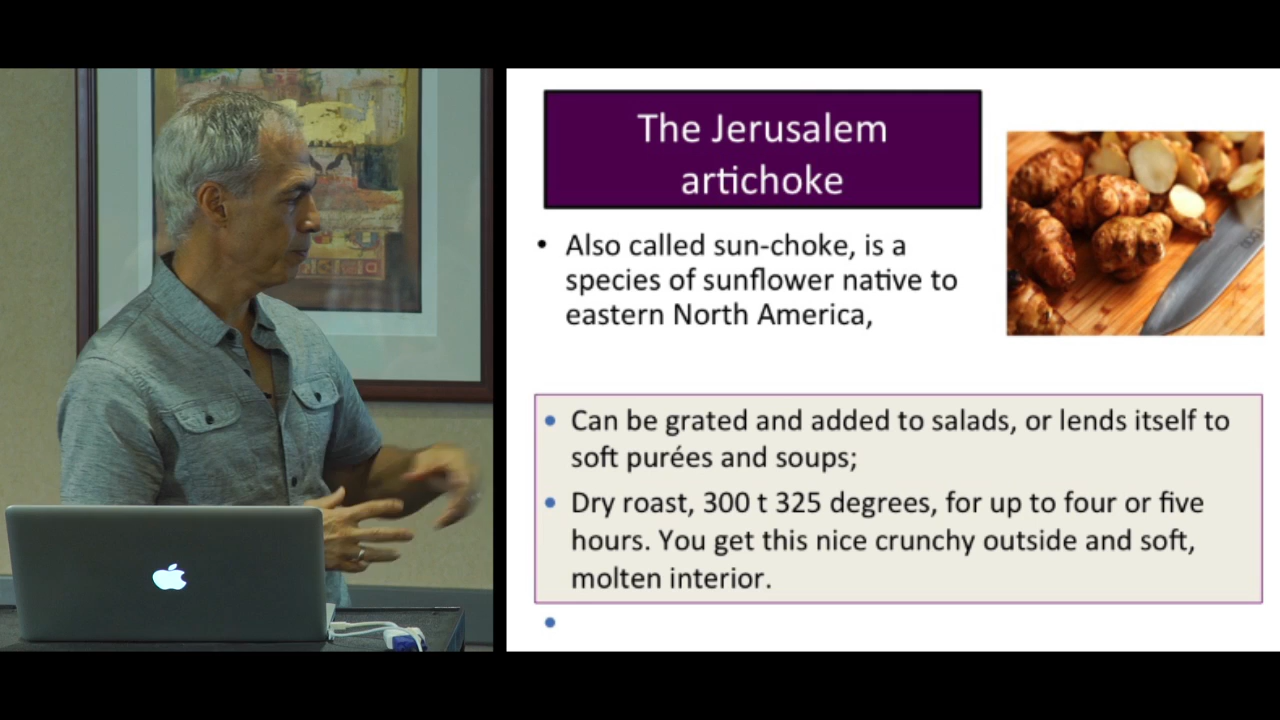 The Jerusalem
artichoke
• Also called sun-choke, is a
species of sunflower native to
eastern North America,
• Can be grated and added to salads, or lends itself to
soft purées and soups;
• Dry roast, 300 t 325 degrees, for up to four or five
hours. You get this nice crunchy outside and soft,
molten interior.
•